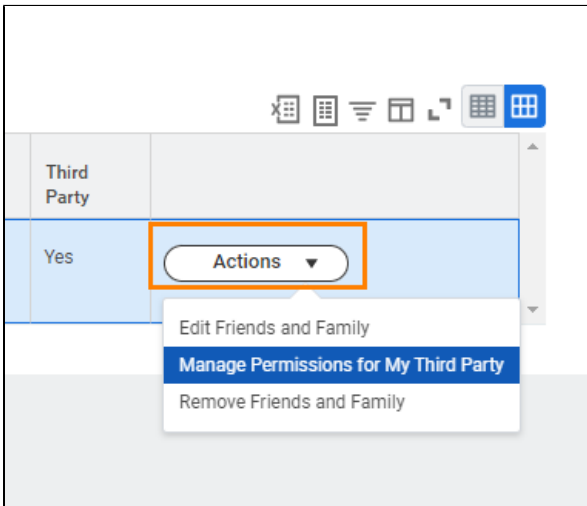 Third
Party
Yes
Actions
Edit Friends and Family
Manage Permissions for My Third Party
Remove Friends and Family